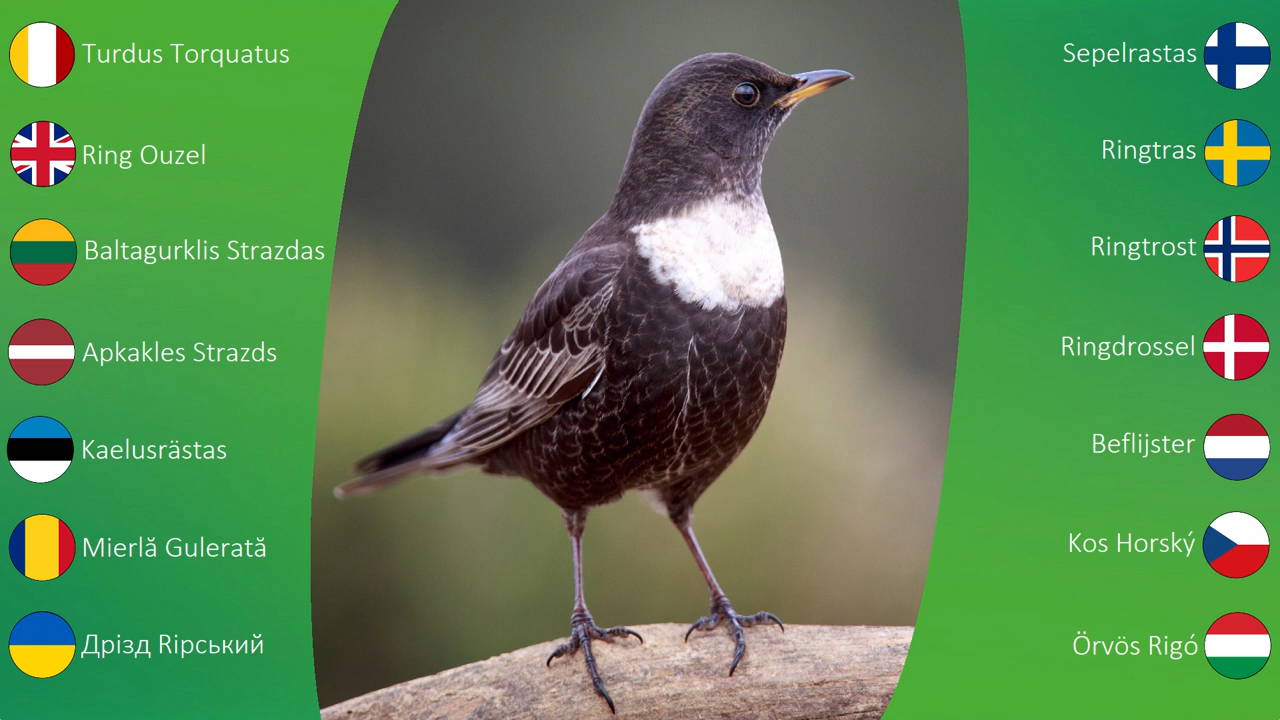 Turdus Torquatus
Ring Ouzel
Baltagurklis Strazdas
Apkakles Strazds
Kaelusrästas
Mierlă Gulerată
Дрізд Ripський
Sepelrastas
Ringtras
Ringtrost
Ringdrossel
Beflijster
Kos Horský
Örvös Rigó